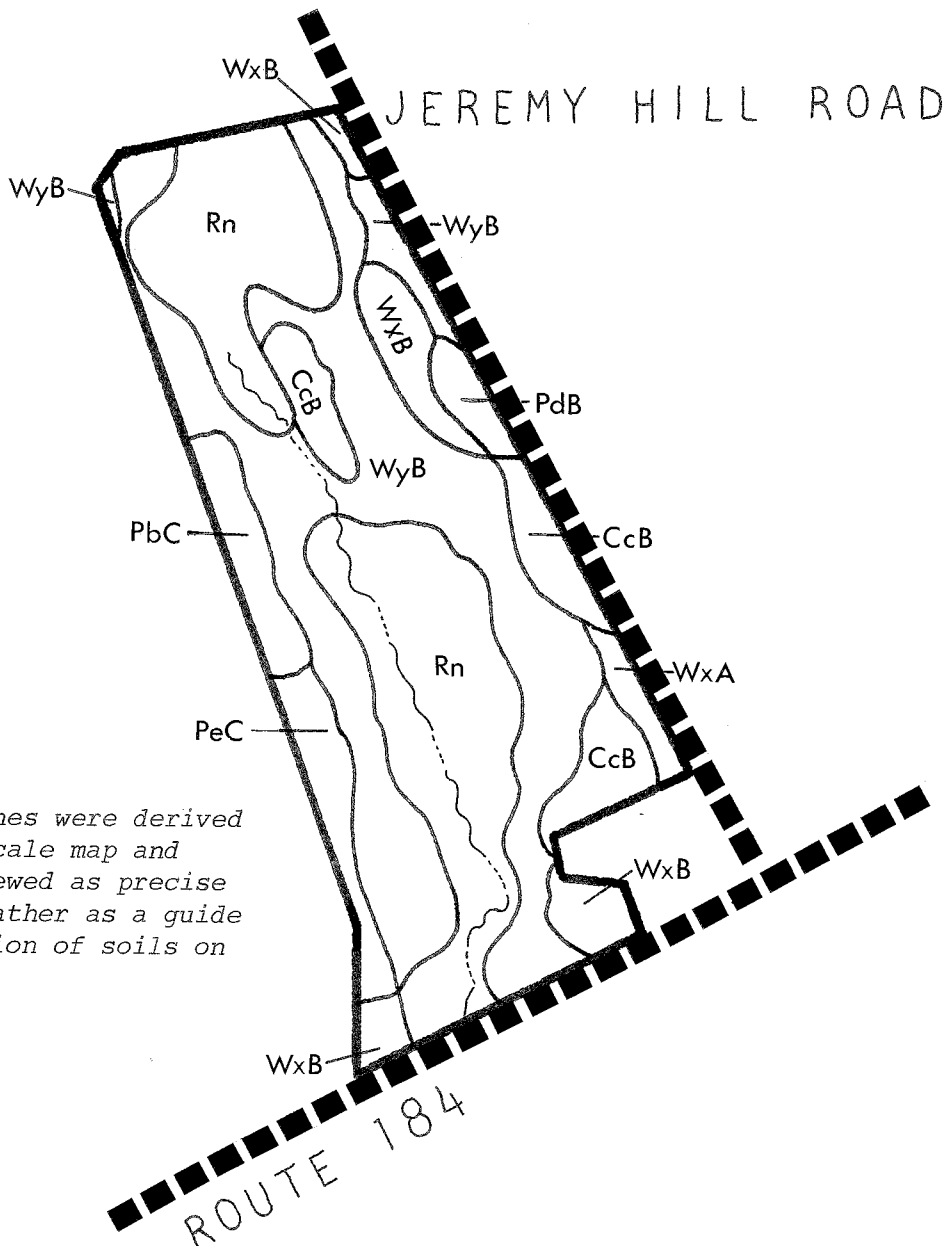 WxB
JEREMY HILL ROAD
WyB
Rn
WyB
WxB
CcB
PdB
WyB
PbC
CcB
Rn
WxA
PeC
CcB
nes were derived
cale map and
ewed as precise
ather as a guide
ion of soils on
WxB
WxB
ROUTE 184